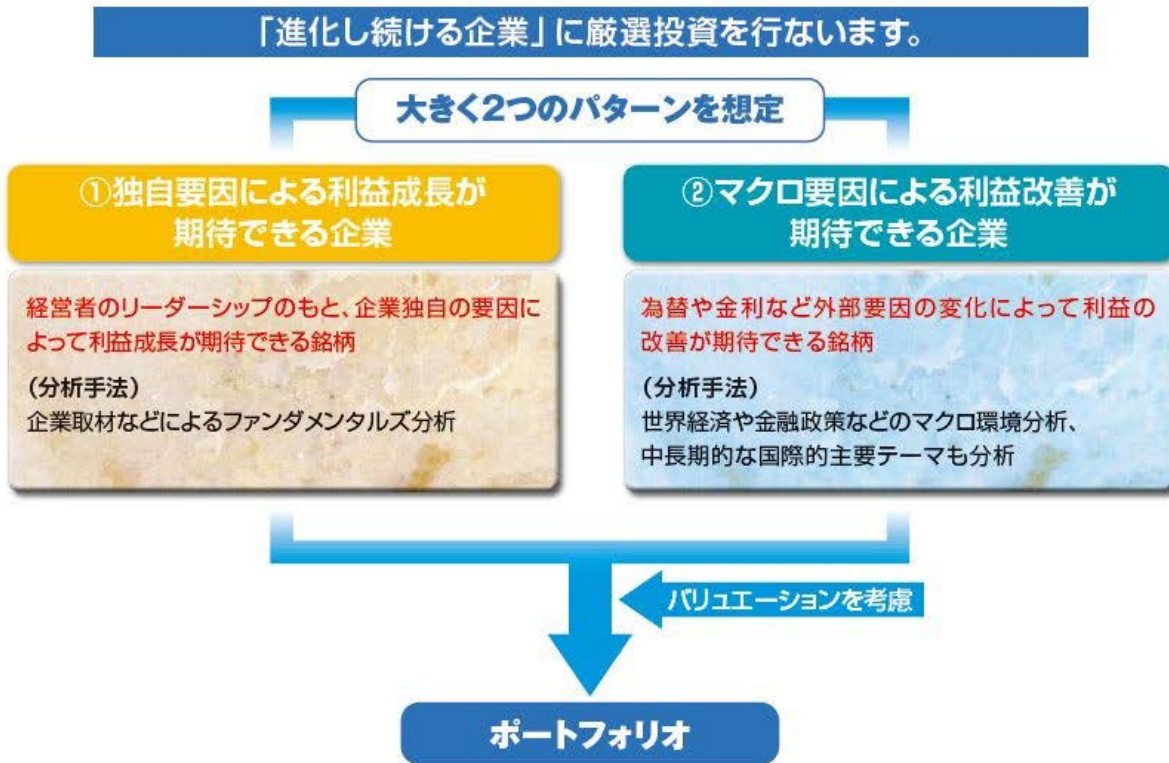 「進化し続ける企業」に厳選投資を行ないます。
大きく2つのパターンを想定
①独自要因による利益成長が
期待できる企業
経営者のリーダーシップのもと、企業独自の要因に
よって利益成長が期待できる銘柄
（分析手法）
企業取材などによるファンダメンタルズ分析
②マクロ要因による利益改善が
期待できる企業
為替や金利など外部要因の変化によって利益の
改善が期待できる銘柄
（分析手法）
世界経済や金融政策などのマクロ環境分析、
中長期的な国際的主要テーマも分析
バリュエーションを考慮
ポートフォリオ